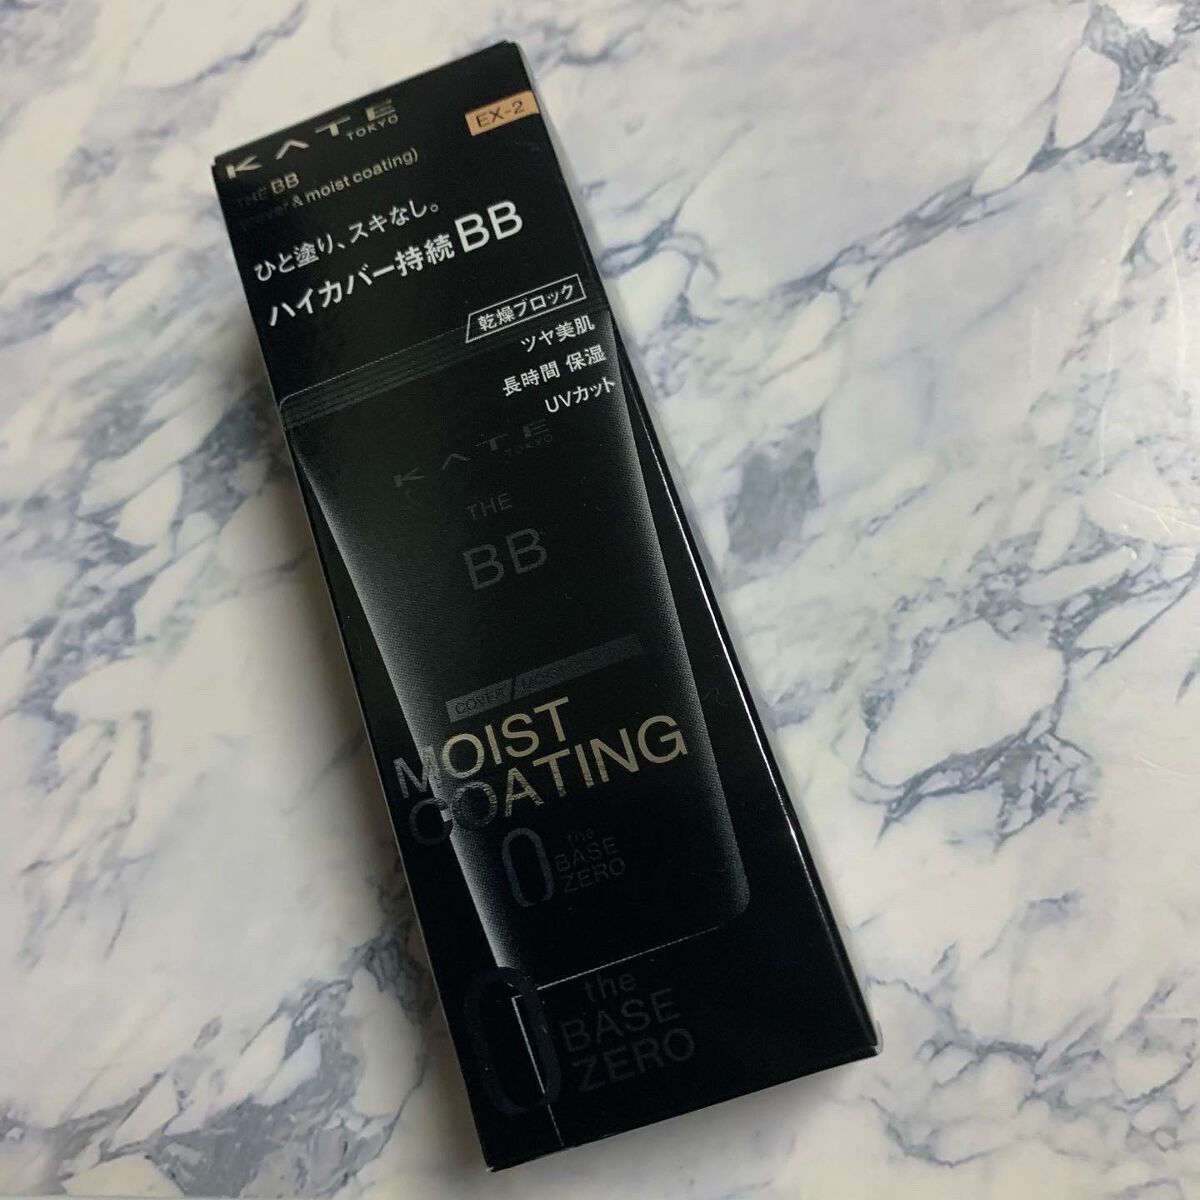 KATE
TOKYO
EX-2
THE BB
(cover & moist coating)
ひと塗り、スキなし。
ハイカバー持続BB
乾燥ブロック
ツヤ美肌
長時間 保湿
UVカット
KATE
TOKYO
THE
BB
COVER / MOIST
MOIST
COATING
0 the
BASE
ZERO
0 the
BASE
ZERO